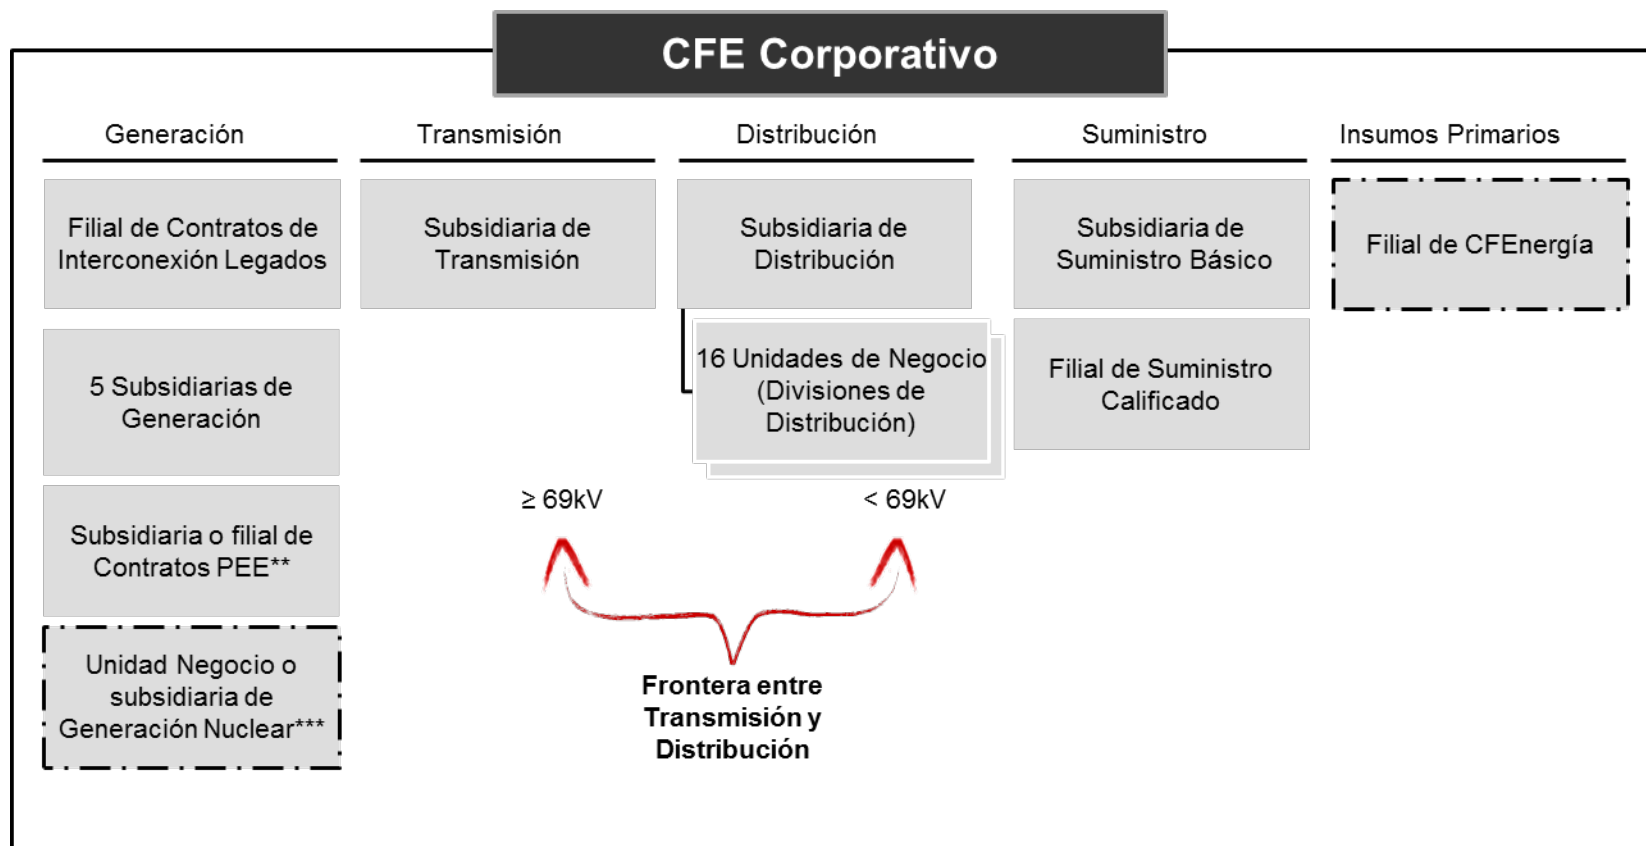 CFE Corporativo
Generación
Transmisión
Distribución
Suministro
Insumos Primarios
Filial de Contratos de
Interconexión Legados
Subsidiaria de
Transmisión
Subsidiaria de
Distribución
Subsidiaria de
Suministro Básico
Filial de CFEnergía
5 Subsidiarias de
Generación
16 Unidades de Negocio
(Divisiones de
Distribución)
Filial de Suministro
Calificado
Subsidiaria o filial de
Contratos PEE**
≥ 69kV
< 69kV
Unidad Negocio o
subsidiaria de
Generación Nuclear***
Frontera entre
Transmisión y
Distribución